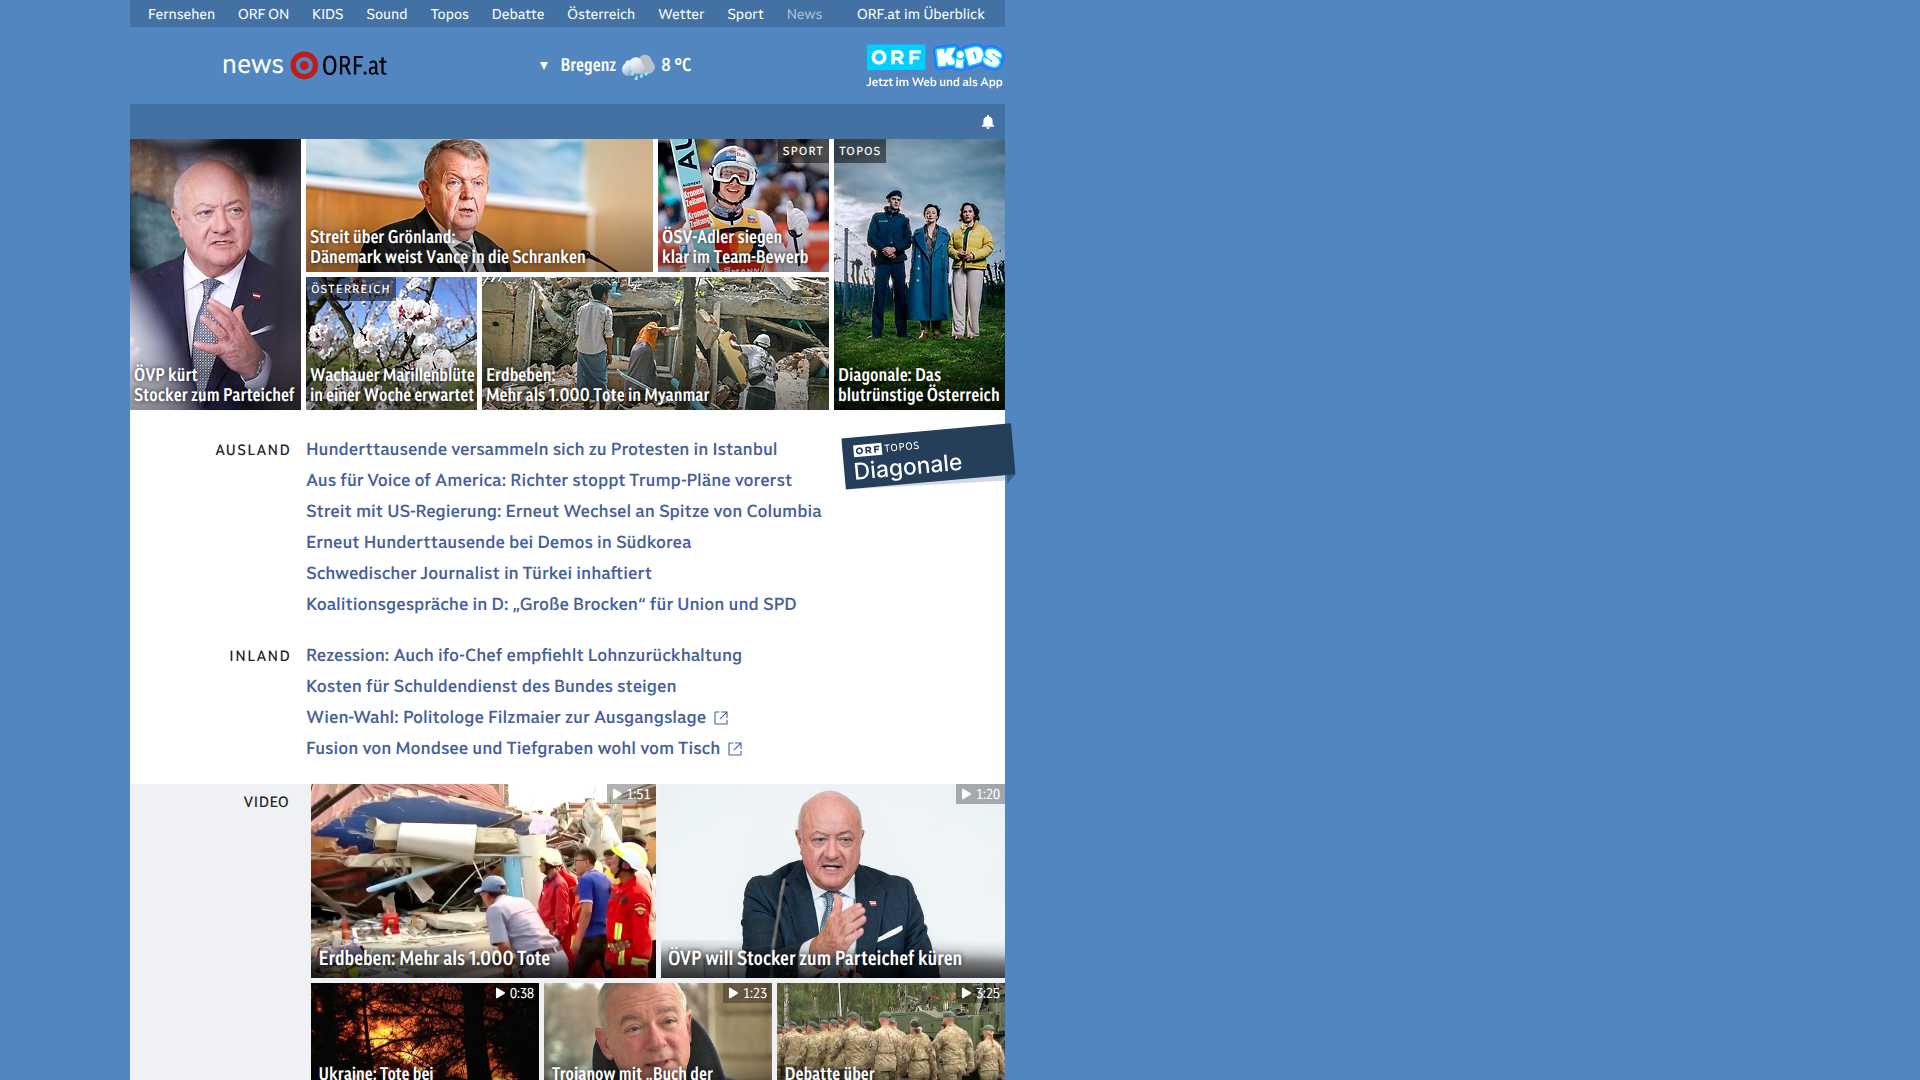 Fernsehen ORF ON KIDS Sound Topos Debatte Österreich Wetter Sport News ORF.at im Überblick
news ORF.at
▼ Bregenz 8 °C
ORF KIDS
Jetzt im Web und als App
ÖVP kürt
Stocker zum Parteichef
Streit über Grönland:
Dänemark weist Vance in die Schranken
SPORT
ÖSV-Adler siegen
klar im Team-Bewerb
TOPOS
Diagonale: Das
blutrünstige Österreich
ÖSTERREICH
Wachauer Marillenblüte
in einer Woche erwartet
Erdbeben:
Mehr als 1.000 Tote in Myanmar
AUSLAND
Hunderttausende versammeln sich zu Protesten in Istanbul
Aus für Voice of America: Richter stoppt Trump-Pläne vorerst
Streit mit US-Regierung: Erneut Wechsel an Spitze von Columbia
Erneut Hunderttausende bei Demos in Südkorea
Schwedischer Journalist in Türkei inhaftiert
Koalitionsgespräche in D: „Große Brocken“ für Union und SPD
ORF TOPOS
Diagonale
INLAND
Rezession: Auch ifo-Chef empfiehlt Lohnzurückhaltung
Kosten für Schuldendienst des Bundes steigen
Wien-Wahl: Politologe Filzmaier zur Ausgangslage
Fusion von Mondsee und Tiefgraben wohl vom Tisch
VIDEO
1:51
Erdbeben: Mehr als 1.000 Tote
1:20
ÖVP will Stocker zum Parteichef küren
0:38
Ukraine: Tote bei
1:23
Trojanow mit „Buch der
3:25
Debatte über